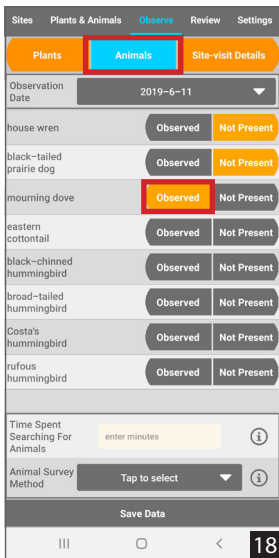 Sites Plants & Animals Observe Review Settings
Plants Animals Site-visit Details
Observation
Date
2019-6-11
house wren Observed Not Present
black-tailed
prairie dog
Observed Not Present
mourning dove Observed Not Present
eastern
cottontail
Observed Not Present
black-chinned
hummingbird
Observed Not Present
broad-tailed
hummingbird
Observed Not Present
Costa's
hummingbird
Observed Not Present
rufous
hummingbird
Observed Not Present
Time Spent
Searching For
Animals
enter minutes
i
Animal Survey
Method
Tap to select
i
Save Data
18